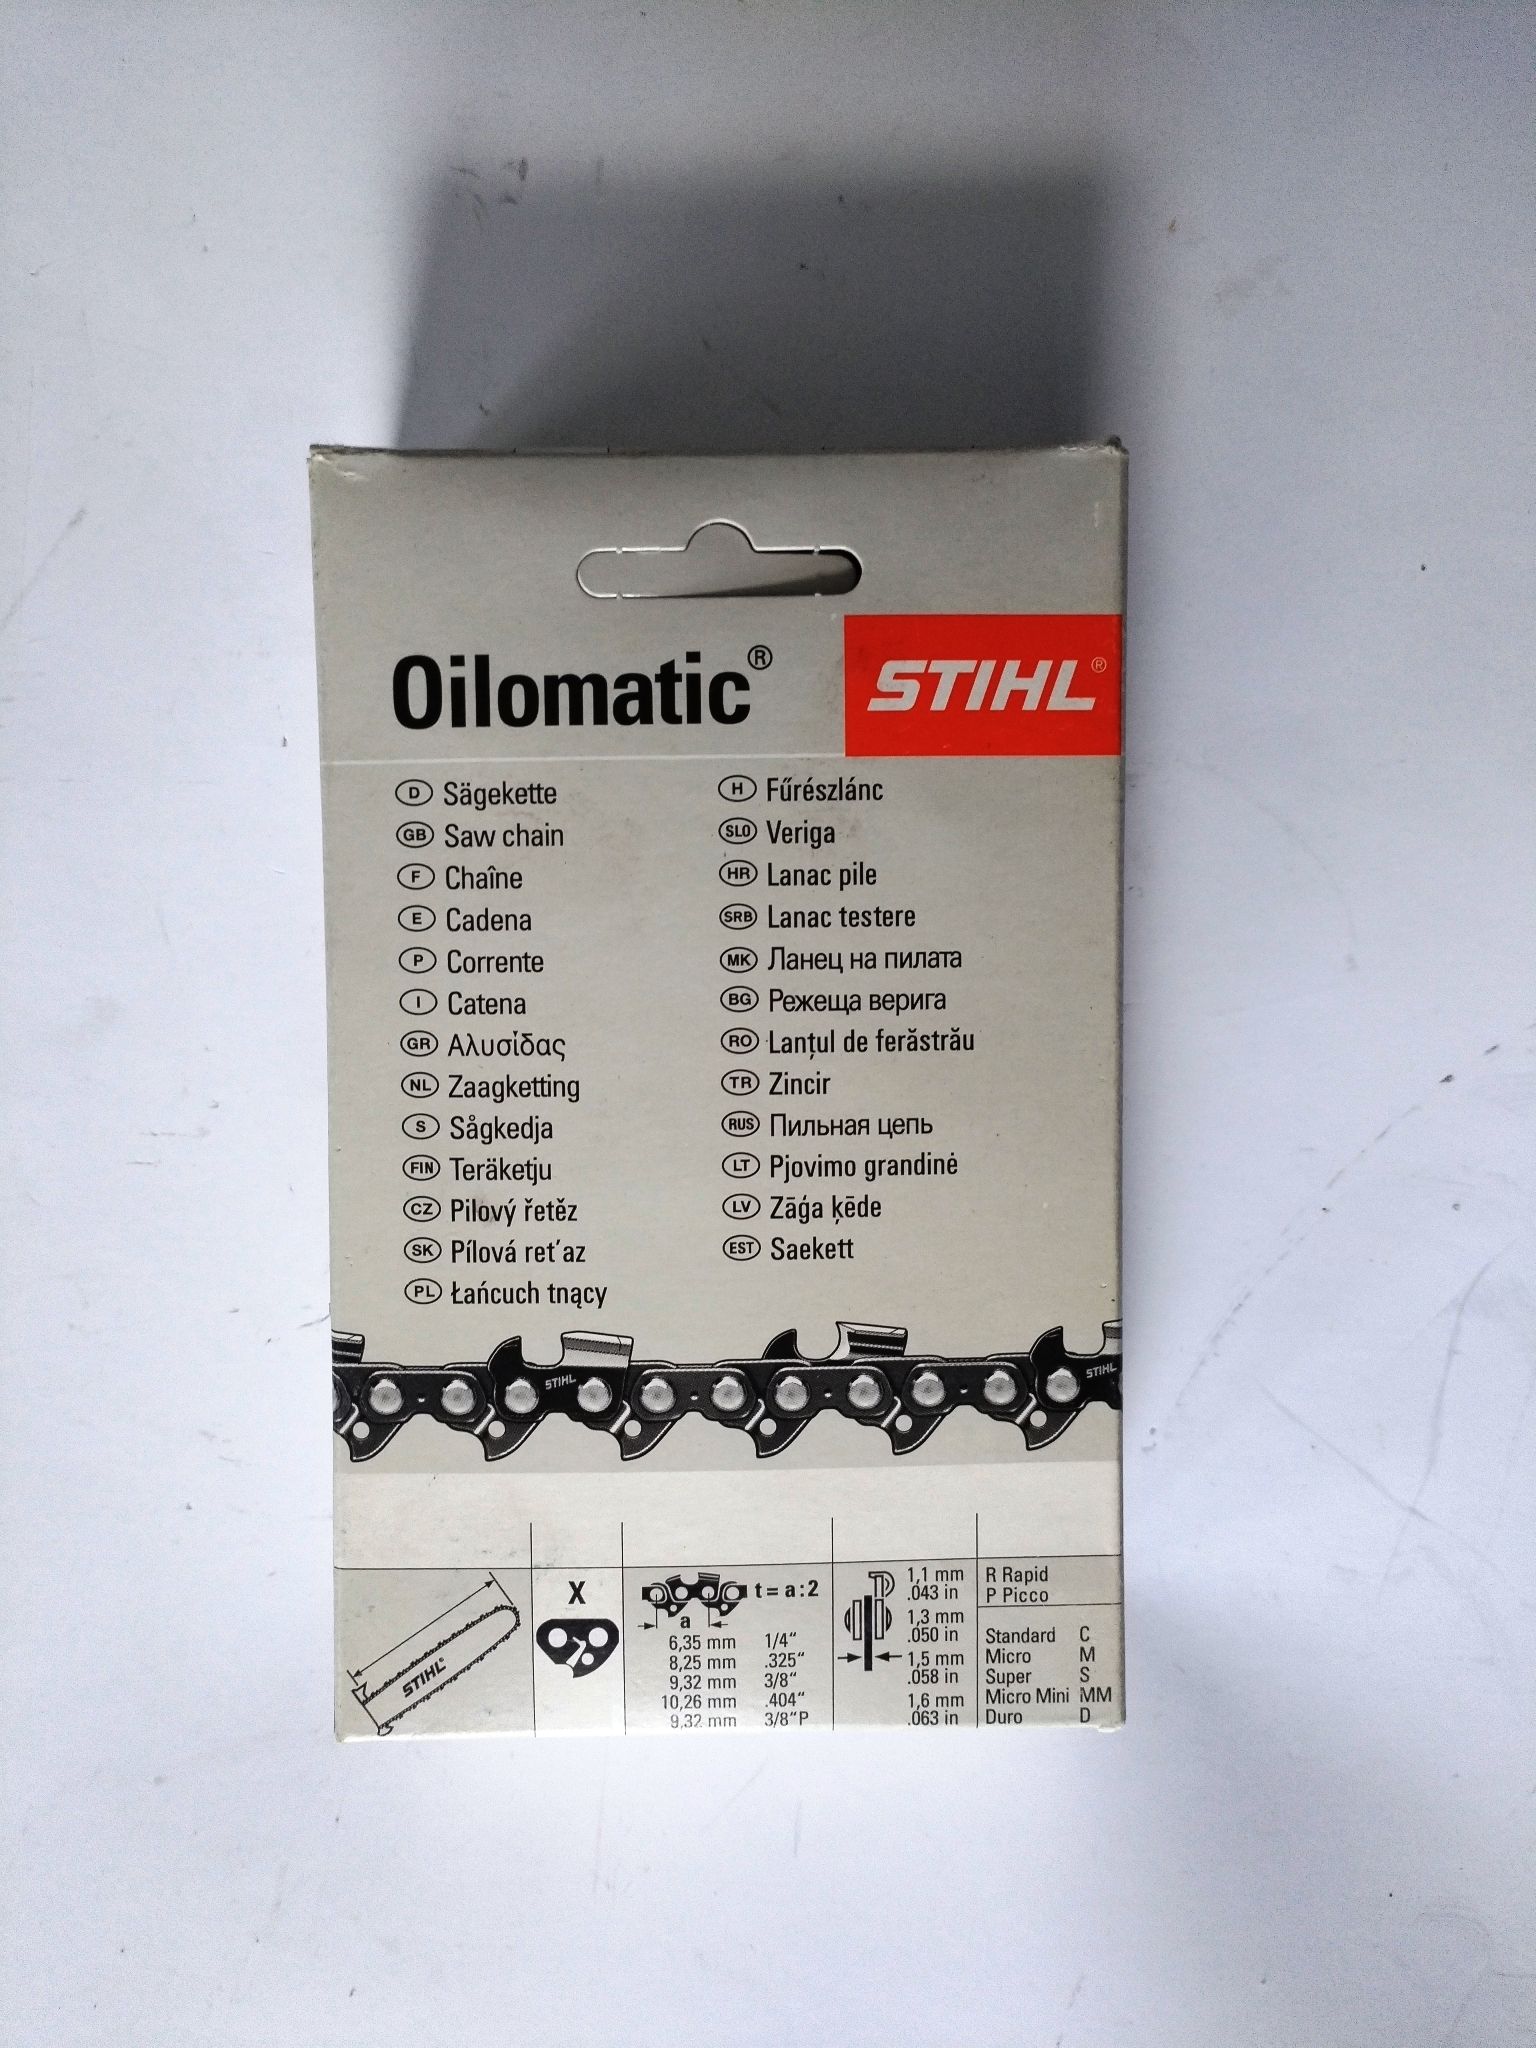 Oilomatic®
STIHL®
D Sägekette
GB Saw chain
F Chaîne
E Cadena
P Corrente
I Catena
GR Αλυσίδας
NL Zaagketting
S Sågkedja
FIN Teräketju
CZ Pilový řetěz
SK Pílová ret'az
PL Łańcuch tnący
H Fűrészlánc
SLO Veriga
HR Lanac pile
SRB Lanac testere
MK Ланец на пилата
BG Режеща верига
RO Lanțul de ferăstrău
TR Zincir
RUS Пильная цепь
LT Pjovimo grandinė
LV Zāģa ķēde
EST Saekett
STIHL
STIHL
STIHL®
X
t = a : 2
a
6,35 mm 1/4“
8,25 mm .325“
9,32 mm 3/8“
10,26 mm .404“
9,32 mm 3/8“P
1,1 mm
.043 in
1,3 mm
.050 in
1,5 mm
.058 in
1,6 mm
.063 in
R Rapid
P Picco
Standard C
Micro M
Super S
Micro Mini MM
Duro D